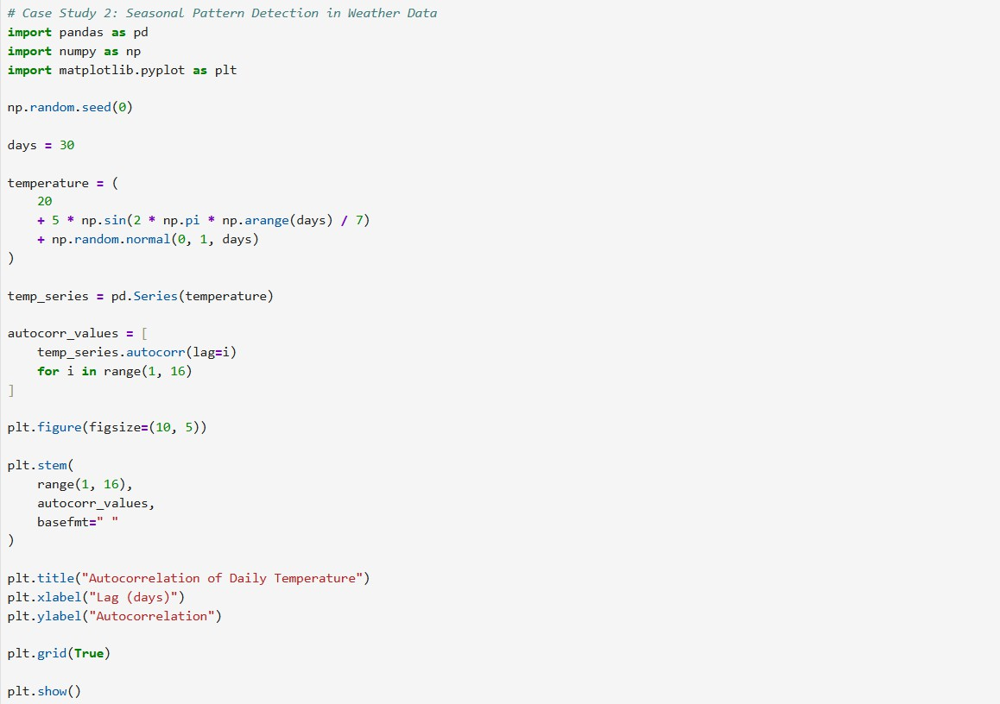 # Case Study 2: Seasonal Pattern Detection in Weather Data
import pandas as pd
import numpy as np
import matplotlib.pyplot as plt

np.random.seed(0)

days = 30

temperature = (
    20
    + 5 * np.sin(2 * np.pi * np.arange(days) / 7)
    + np.random.normal(0, 1, days)
)

temp_series = pd.Series(temperature)

autocorr_values = [
    temp_series.autocorr(lag=i)
    for i in range(1, 16)
]

plt.figure(figsize=(10, 5))

plt.stem(
    range(1, 16),
    autocorr_values,
    basefmt=" "
)

plt.title("Autocorrelation of Daily Temperature")
plt.xlabel("Lag (days)")
plt.ylabel("Autocorrelation")

plt.grid(True)

plt.show()